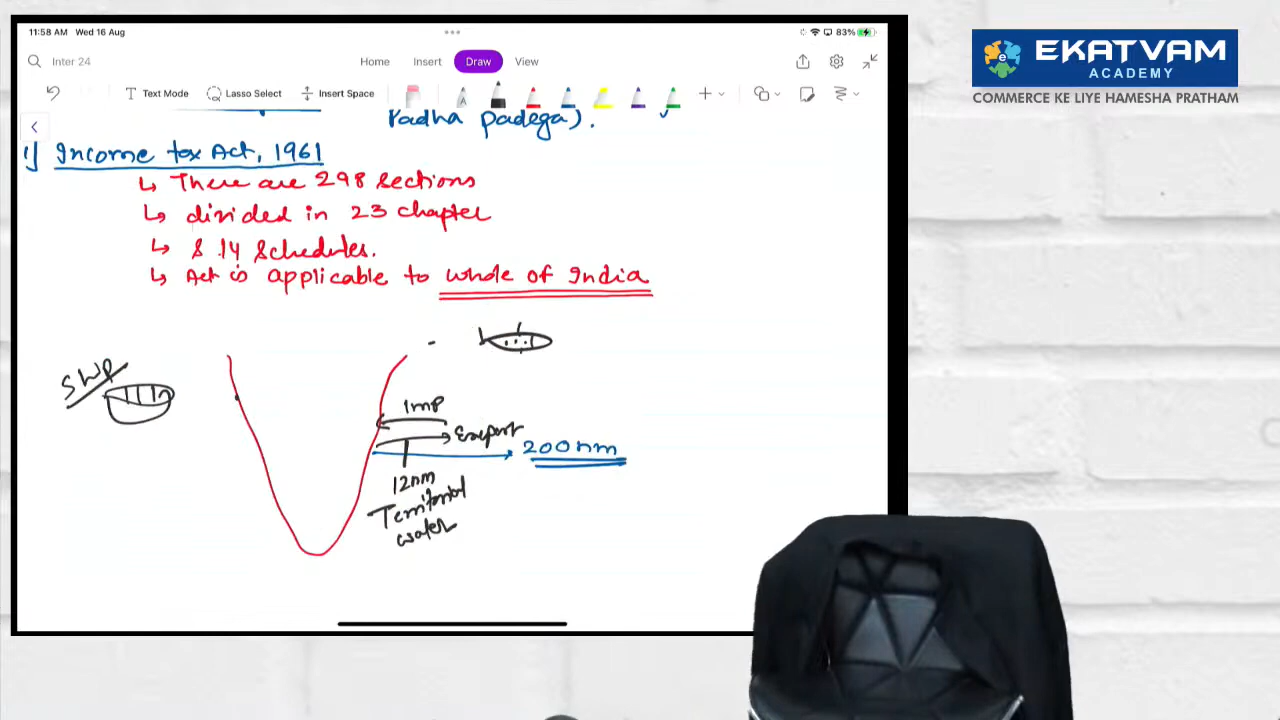 11:58 AM Wed 16 Aug
83%
EKATVAM
ACADEMY
COMMERCE KE LIYE HAMESHA PRATHAM
Inter 24
Home Insert Draw View
Text Mode Lasso Select Insert Space
padha padega).
1) Income tax Act, 1961
↳ There are 298 sections
↳ divided in 23 chapter
↳ & 14 Schedules.
↳ Act is applicable to whole of India
SWP
Imp
Export
200nm
12nm
Territorial
water